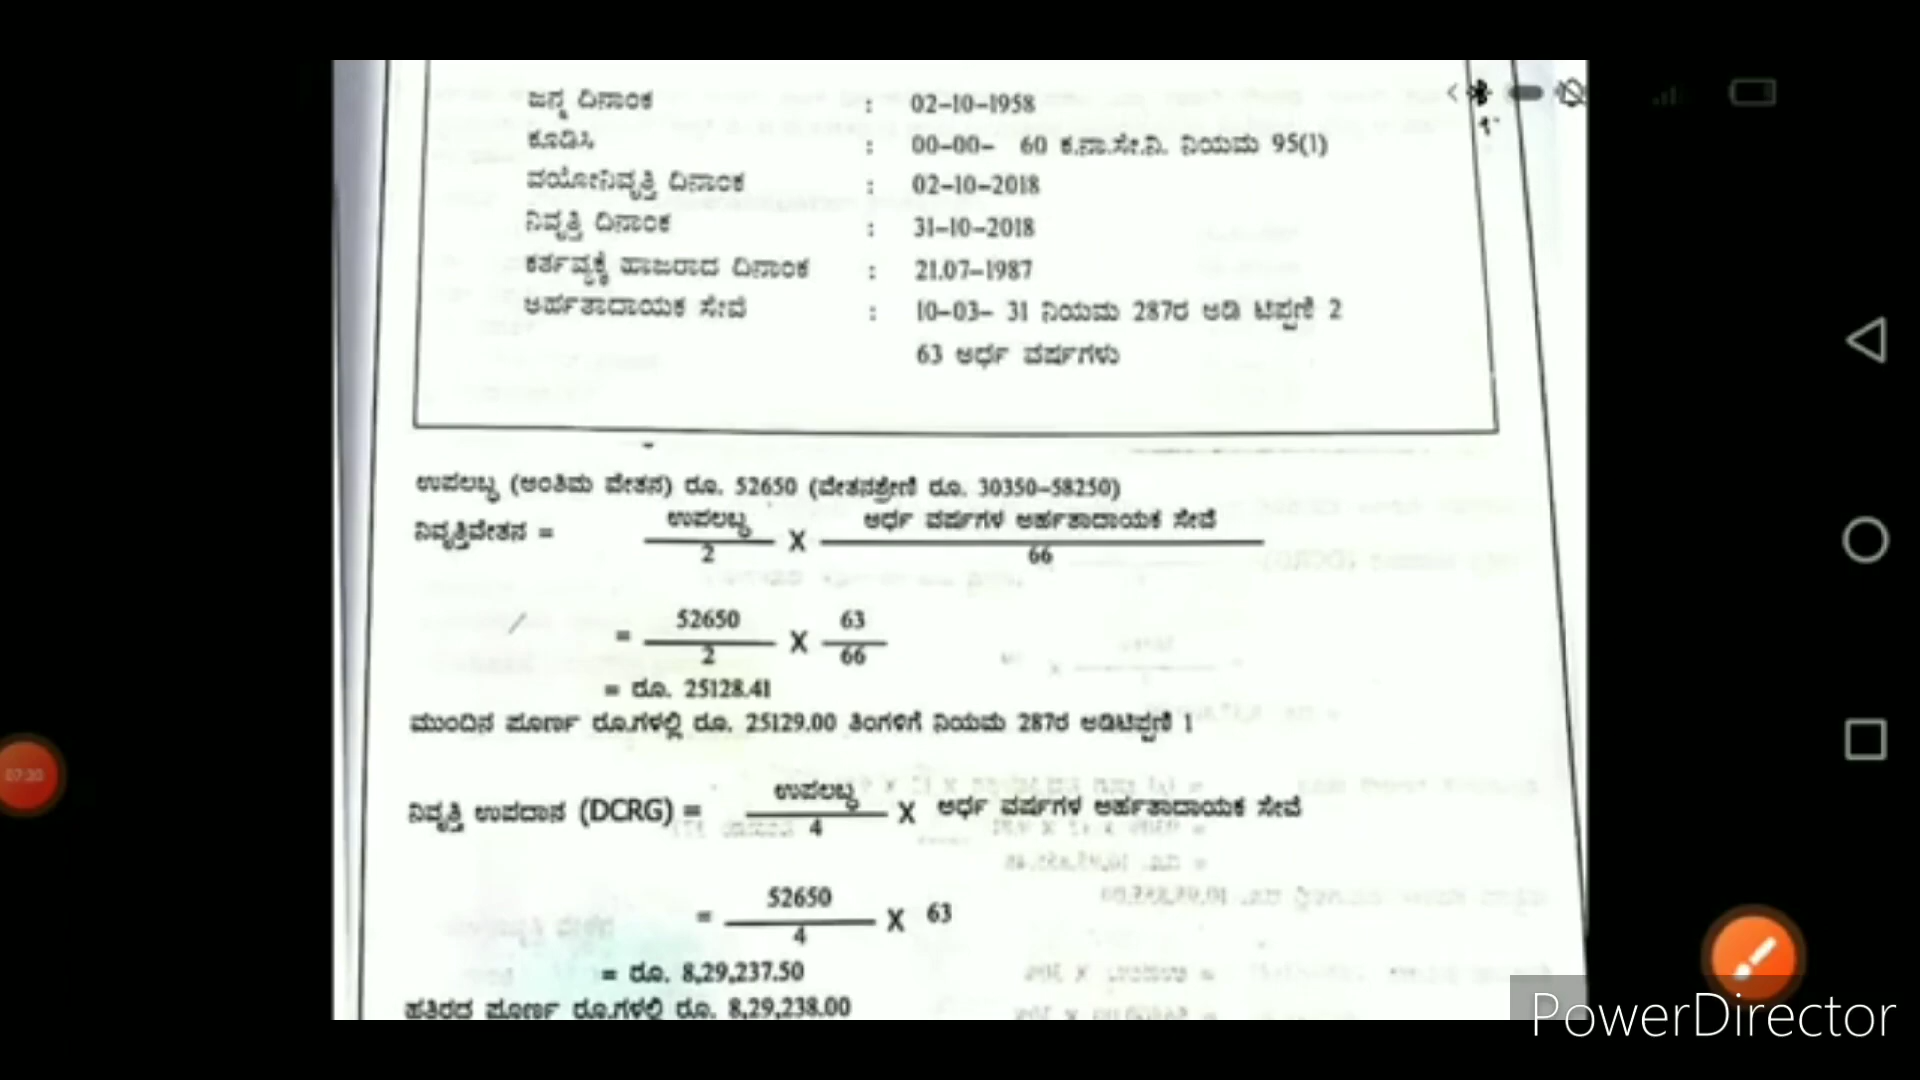 ಜನ್ಮ ದಿನಾಂಕ : 02-10-1958
ಕೂಡಿಸಿ : 00-00- 60 ಕ.ನಾ.ಸೇ.ನಿ. ನಿಯಮ 95(1)
ವಯೋನಿವೃತ್ತಿ ದಿನಾಂಕ : 02-10-2018
ನಿವೃತ್ತಿ ದಿನಾಂಕ : 31-10-2018
ಕರ್ತವ್ಯಕ್ಕೆ ಹಾಜರಾದ ದಿನಾಂಕ : 21.07-1987
ಅರ್ಹತಾದಾಯಕ ಸೇವೆ : 10-03- 31 ನಿಯಮ 287ರ ಅಡಿ ಟಿಪ್ಪಣಿ 2
63 ಅರ್ಧ ವರ್ಷಗಳು
ಉಪಲಬ್ಧ (ಅಂತಿಮ ವೇತನ) ರೂ. 52650 (ವೇತನಶ್ರೇಣಿ ರೂ. 30350-58250)
ನಿವೃತ್ತಿವೇತನ = ಉಪಲಬ್ಧ / 2 X ಅರ್ಧ ವರ್ಷಗಳ ಅರ್ಹತಾದಾಯಕ ಸೇವೆ / 66
= 52650 / 2 X 63 / 66
= ರೂ. 25128.41
ಮುಂದಿನ ಪೂರ್ಣ ರೂ.ಗಳಲ್ಲಿ ರೂ. 25129.00 ತಿಂಗಳಿಗೆ ನಿಯಮ 287ರ ಅಡಿಟಿಪ್ಪಣಿ 1
ನಿವೃತ್ತಿ ಉಪದಾನ (DCRG) = ಉಪಲಬ್ಧ / 4 X ಅರ್ಧ ವರ್ಷಗಳ ಅರ್ಹತಾದಾಯಕ ಸೇವೆ
= 52650 / 4 X 63
= ರೂ. 8,29,237.50
ಹತ್ತಿರದ ಪೂರ್ಣ ರೂ.ಗಳಲ್ಲಿ ರೂ. 8,29,238.00
07:20
PowerDirector